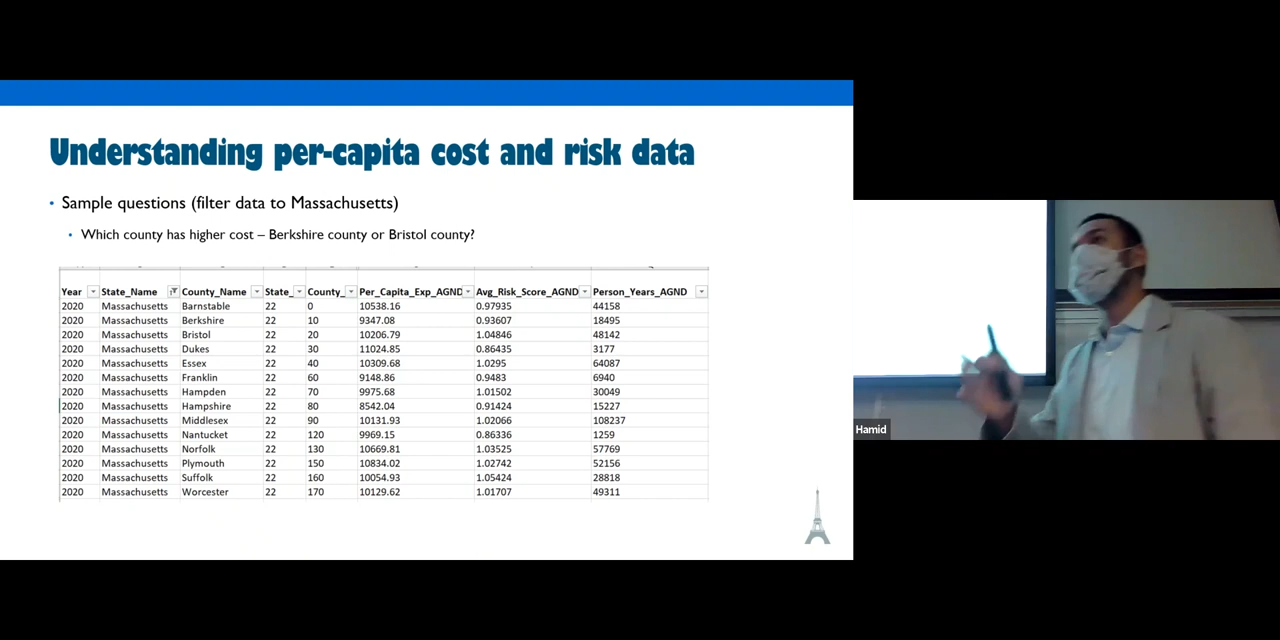 Understanding per-capita cost and risk data
• Sample questions (filter data to Massachusetts)
• Which county has higher cost – Berkshire county or Bristol county?
Year State_Name County_Name State_ County_ Per_Capita_Exp_AGND Avg_Risk_Score_AGND Person_Years_AGND
2020 Massachusetts Barnstable 22 0 10538.16 0.97935 44158
2020 Massachusetts Berkshire 22 10 9347.08 0.93607 18495
2020 Massachusetts Bristol 22 20 10206.79 1.04846 48142
2020 Massachusetts Dukes 22 30 11024.85 0.86435 3177
2020 Massachusetts Essex 22 40 10309.68 1.0295 64087
2020 Massachusetts Franklin 22 60 9148.86 0.9483 6940
2020 Massachusetts Hampden 22 70 9975.68 1.01502 30049
2020 Massachusetts Hampshire 22 80 8542.04 0.91424 15227
2020 Massachusetts Middlesex 22 90 10131.93 1.02066 108237
2020 Massachusetts Nantucket 22 120 9969.15 0.86336 1259
2020 Massachusetts Norfolk 22 130 10669.81 1.03525 57769
2020 Massachusetts Plymouth 22 150 10834.02 1.02742 52156
2020 Massachusetts Suffolk 22 160 10054.93 1.05424 28818
2020 Massachusetts Worcester 22 170 10129.62 1.01707 49311
Hamid